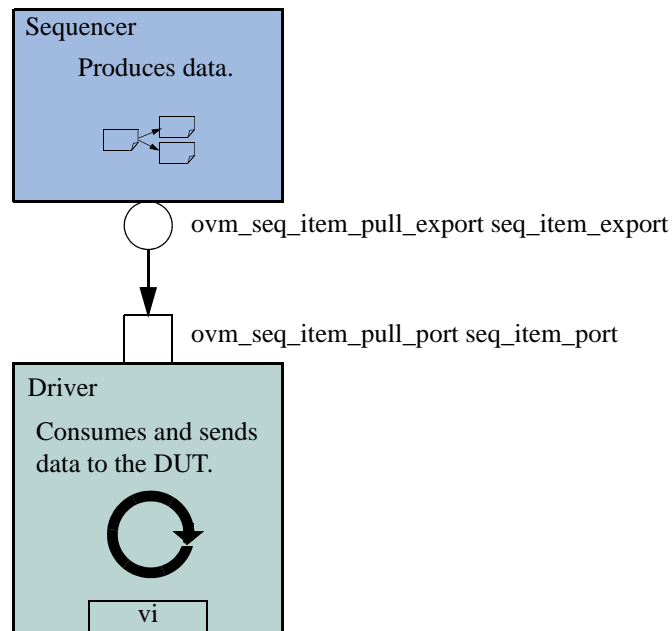 Sequencer
Produces data.
ovm_seq_item_pull_export seq_item_export
ovm_seq_item_pull_port seq_item_port
Driver
Consumes and sends
data to the DUT.
vi